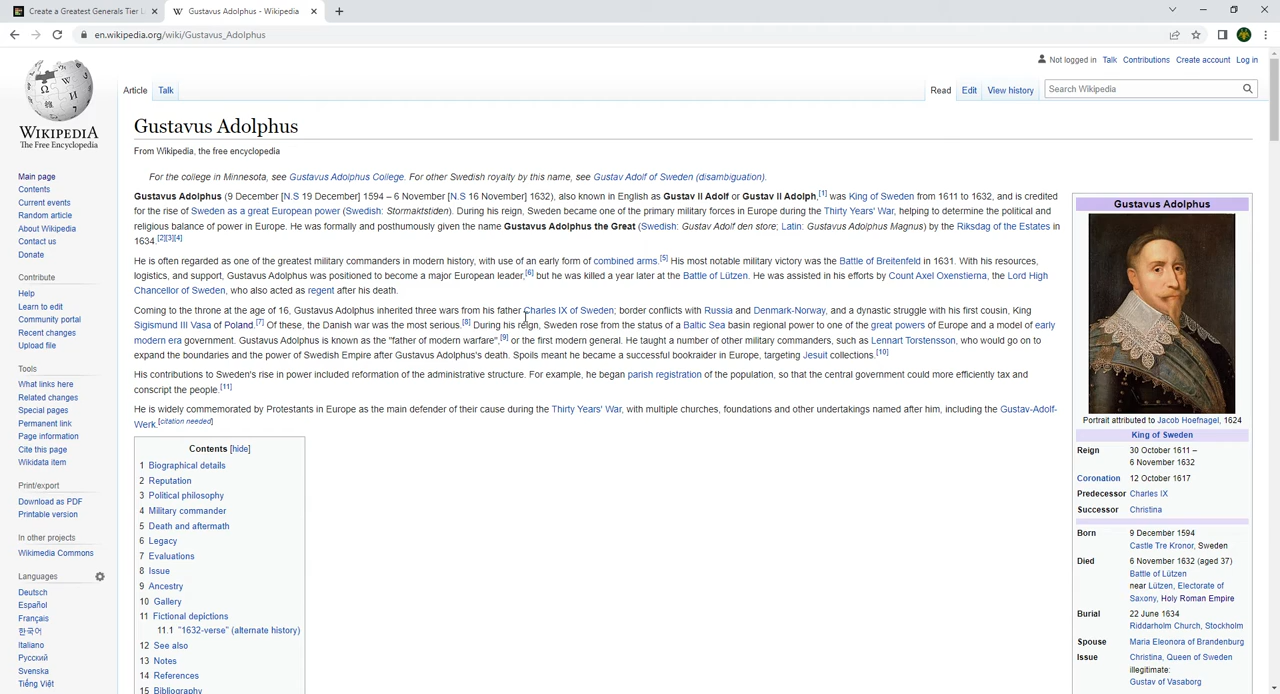 Create a Greatest Generals Tier L
Gustavus Adolphus - Wikipedia
en.wikipedia.org/wiki/Gustavus_Adolphus
Not logged in Talk Contributions Create account Log in
Article Talk Read Edit View history Search Wikipedia
WIKIPEDIA
The Free Encyclopedia
Main page
Contents
Current events
Random article
About Wikipedia
Contact us
Donate
Contribute
Help
Learn to edit
Community portal
Recent changes
Upload file
Tools
What links here
Related changes
Special pages
Permanent link
Page information
Cite this page
Wikidata item
Print/export
Download as PDF
Printable version
In other projects
Wikimedia Commons
Languages
Deutsch
Español
Français
한국어
Italiano
Русский
Svenska
Tiếng Việt
Gustavus Adolphus
From Wikipedia, the free encyclopedia
For the college in Minnesota, see Gustavus Adolphus College. For other Swedish royalty by this name, see Gustav Adolf of Sweden (disambiguation).
Gustavus Adolphus (9 December [N.S 19 December] 1594 – 6 November [N.S 16 November] 1632), also known in English as Gustav II Adolf or Gustav II Adolph,[1] was King of Sweden from 1611 to 1632, and is credited
for the rise of Sweden as a great European power (Swedish: Stormaktstiden). During his reign, Sweden became one of the primary military forces in Europe during the Thirty Years' War, helping to determine the political and
religious balance of power in Europe. He was formally and posthumously given the name Gustavus Adolphus the Great (Swedish: Gustav Adolf den store; Latin: Gustavus Adolphus Magnus) by the Riksdag of the Estates in
1634.[2][3][4]
He is often regarded as one of the greatest military commanders in modern history, with use of an early form of combined arms.[5] His most notable military victory was the Battle of Breitenfeld in 1631. With his resources,
logistics, and support, Gustavus Adolphus was positioned to become a major European leader,[6] but he was killed a year later at the Battle of Lützen. He was assisted in his efforts by Count Axel Oxenstierna, the Lord High
Chancellor of Sweden, who also acted as regent after his death.
Coming to the throne at the age of 16, Gustavus Adolphus inherited three wars from his father Charles IX of Sweden; border conflicts with Russia and Denmark-Norway, and a dynastic struggle with his first cousin, King
Sigismund III Vasa of Poland.[7] Of these, the Danish war was the most serious.[8] During his reign, Sweden rose from the status of a Baltic Sea basin regional power to one of the great powers of Europe and a model of early
modern era government. Gustavus Adolphus is known as the "father of modern warfare",[9] or the first modern general. He taught a number of other military commanders, such as Lennart Torstensson, who would go on to
expand the boundaries and the power of Swedish Empire after Gustavus Adolphus's death. Spoils meant he became a successful bookraider in Europe, targeting Jesuit collections.[10]
His contributions to Sweden's rise in power included reformation of the administrative structure. For example, he began parish registration of the population, so that the central government could more efficiently tax and
conscript the people.[11]
He is widely commemorated by Protestants in Europe as the main defender of their cause during the Thirty Years' War, with multiple churches, foundations and other undertakings named after him, including the Gustav-Adolf-
Werk.[citation needed]
Contents [hide]
1 Biographical details
2 Reputation
3 Political philosophy
4 Military commander
5 Death and aftermath
6 Legacy
7 Evaluations
8 Issue
9 Ancestry
10 Gallery
11 Fictional depictions
11.1 "1632-verse" (alternate history)
12 See also
13 Notes
14 References
15 Bibliography
Gustavus Adolphus
Portrait attributed to Jacob Hoefnagel, 1624
King of Sweden
Reign 30 October 1611 –
6 November 1632
Coronation 12 October 1617
Predecessor Charles IX
Successor Christina
Born 9 December 1594
Castle Tre Kronor, Sweden
Died 6 November 1632 (aged 37)
Battle of Lützen
near Lützen, Electorate of
Saxony, Holy Roman Empire
Burial 22 June 1634
Riddarholm Church, Stockholm
Spouse Maria Eleonora of Brandenburg
Issue Christina, Queen of Sweden
illegitimate:
Gustav of Vasaborg